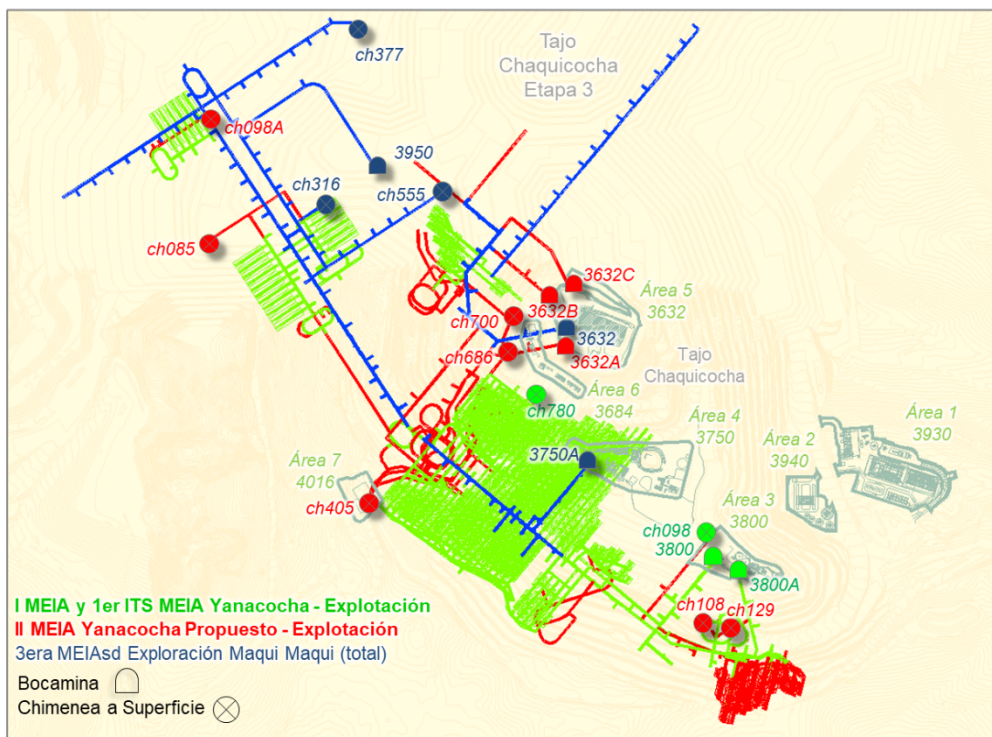 ch377
Tajo
Chaquicocha
Etapa 3
ch098A
3950
ch316
ch555
ch085
3632C
Área 5
3632
3632B
ch700
3632
ch686
3632A
Tajo
Chaquicocha
ch780
Área 6
3684
Área 4
3750
Área 1
3930
Área 2
3940
3750A
Área 7
4016
ch405
Área 3
3800
ch098
3800
3800A
ch108
ch129
I MEIA y 1er ITS MEIA Yanacocha - Explotación
II MEIA Yanacocha Propuesto - Explotación
3era MEIAsd Exploración Maqui Maqui (total)
Bocamina
Chimenea a Superficie